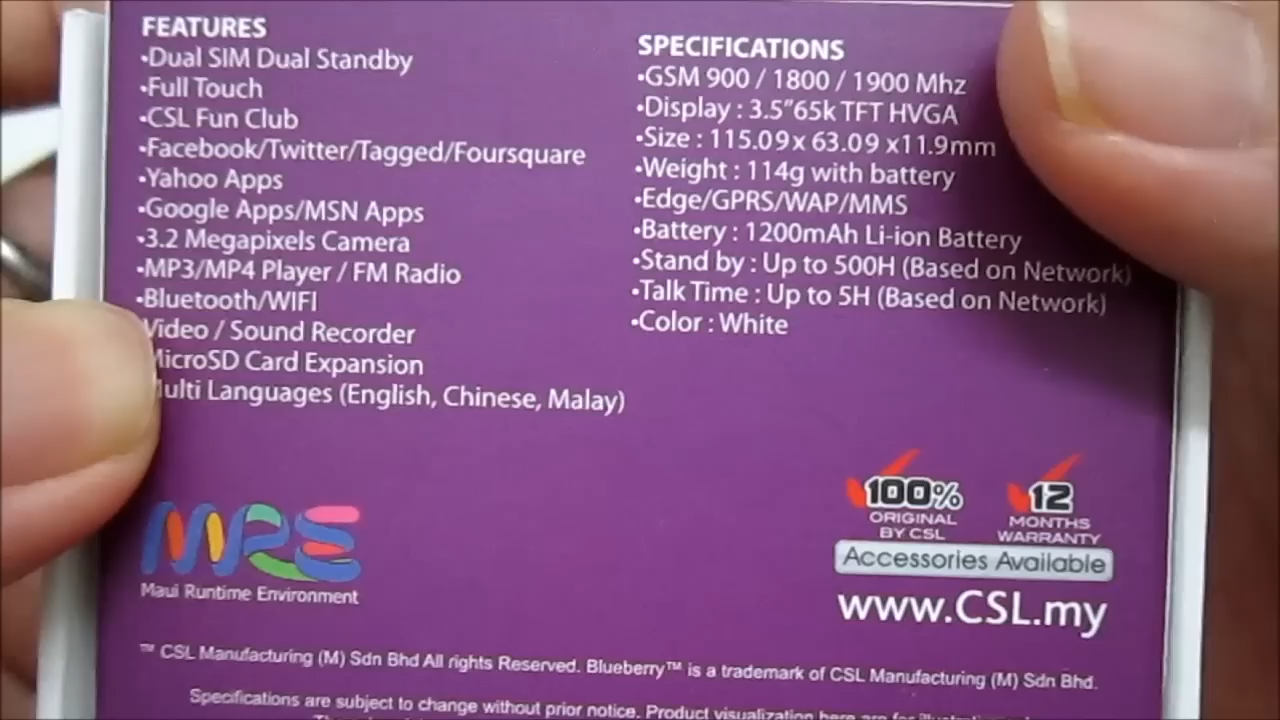 FEATURES
•Dual SIM Dual Standby
•Full Touch
•CSL Fun Club
•Facebook/Twitter/Tagged/Foursquare
•Yahoo Apps
•Google Apps/MSN Apps
•3.2 Megapixels Camera
•MP3/MP4 Player / FM Radio
•Bluetooth/WIFI
Video / Sound Recorder
MicroSD Card Expansion
Multi Languages (English, Chinese, Malay)
SPECIFICATIONS
•GSM 900 / 1800 / 1900 Mhz
•Display : 3.5"65k TFT HVGA
•Size : 115.09 x 63.09 x11.9mm
•Weight : 114g with battery
•Edge/GPRS/WAP/MMS
•Battery : 1200mAh Li-ion Battery
•Stand by : Up to 500H (Based on Network)
•Talk Time : Up to 5H (Based on Network)
•Color : White
MRE
Maui Runtime Environment
100%
ORIGINAL
BY CSL
12
MONTHS
WARRANTY
Accessories Available
www.CSL.my
™ CSL Manufacturing (M) Sdn Bhd All rights Reserved. Blueberry™ is a trademark of CSL Manufacturing (M) Sdn Bhd.
Specifications are subject to change without prior notice. Product visualization here are for